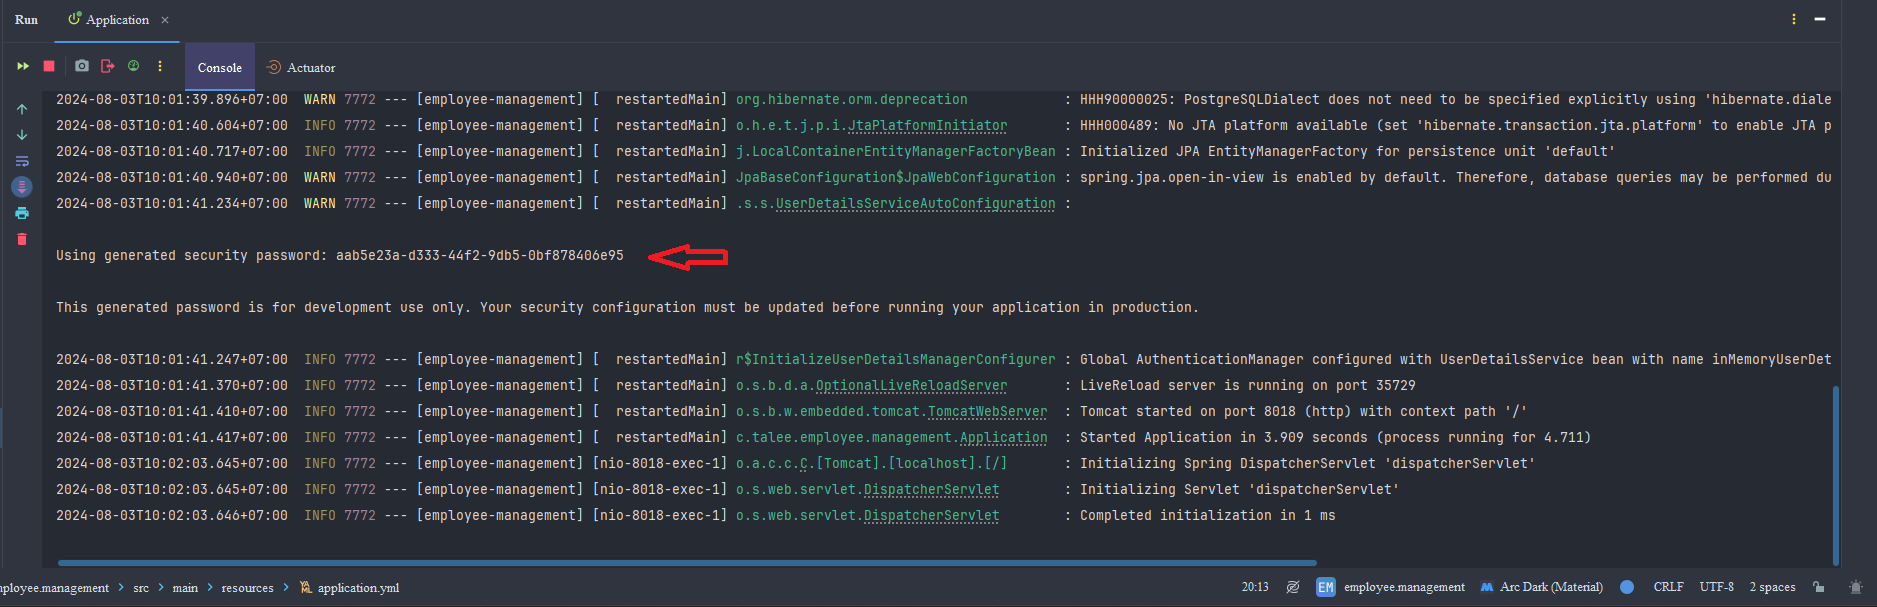 Run Application
Console Actuator
2024-08-03T10:01:39.896+07:00  WARN 7772 --- [employee-management] [  restartedMain] org.hibernate.orm.deprecation            : HHH90000025: PostgreSQLDialect does not need to be specified explicitly using 'hibernate.diale
2024-08-03T10:01:40.604+07:00  INFO 7772 --- [employee-management] [  restartedMain] o.h.e.t.j.p.i.JtaPlatformInitiator       : HHH000489: No JTA platform available (set 'hibernate.transaction.jta.platform' to enable JTA p
2024-08-03T10:01:40.717+07:00  INFO 7772 --- [employee-management] [  restartedMain] j.LocalContainerEntityManagerFactoryBean : Initialized JPA EntityManagerFactory for persistence unit 'default'
2024-08-03T10:01:40.940+07:00  WARN 7772 --- [employee-management] [  restartedMain] JpaBaseConfiguration$JpaWebConfiguration : spring.jpa.open-in-view is enabled by default. Therefore, database queries may be performed du
2024-08-03T10:01:41.234+07:00  WARN 7772 --- [employee-management] [  restartedMain] .s.s.UserDetailsServiceAutoConfiguration :
Using generated security password: aab5e23a-d333-44f2-9db5-0bf878406e95
This generated password is for development use only. Your security configuration must be updated before running your application in production.
2024-08-03T10:01:41.247+07:00  INFO 7772 --- [employee-management] [  restartedMain] r$InitializeUserDetailsManagerConfigurer : Global AuthenticationManager configured with UserDetailsService bean with name inMemoryUserDet
2024-08-03T10:01:41.370+07:00  INFO 7772 --- [employee-management] [  restartedMain] o.s.b.d.a.OptionalLiveReloadServer       : LiveReload server is running on port 35729
2024-08-03T10:01:41.410+07:00  INFO 7772 --- [employee-management] [  restartedMain] o.s.b.w.embedded.tomcat.TomcatWebServer  : Tomcat started on port 8018 (http) with context path '/'
2024-08-03T10:01:41.417+07:00  INFO 7772 --- [employee-management] [  restartedMain] c.talee.employee.management.Application  : Started Application in 3.909 seconds (process running for 4.711)
2024-08-03T10:02:03.645+07:00  INFO 7772 --- [employee-management] [nio-8018-exec-1] o.a.c.c.C.[Tomcat].[localhost].[/]       : Initializing Spring DispatcherServlet 'dispatcherServlet'
2024-08-03T10:02:03.645+07:00  INFO 7772 --- [employee-management] [nio-8018-exec-1] o.s.web.servlet.DispatcherServlet        : Initializing Servlet 'dispatcherServlet'
2024-08-03T10:02:03.646+07:00  INFO 7772 --- [employee-management] [nio-8018-exec-1] o.s.web.servlet.DispatcherServlet        : Completed initialization in 1 ms
mployee.management > src > main > resources > YAML application.yml 20:13 EM employee.management Arc Dark (Material) CRLF UTF-8 2 spaces